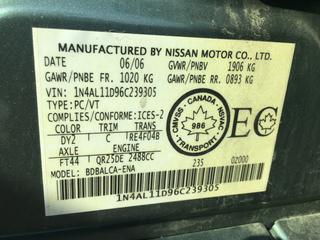 MANUFACTURED BY NISSAN MOTOR CO., LTD.
DATE 06/06 GVWR/PNBV 1906 KG
GAWR/PNBE FR. 1020 KG GAWR/PNBE RR. 0893 KG
VIN: 1N4AL11D96C239305
TYPE: PC/VT
COMPLIES/CONFORME: ICES-2
COLOR TRIM TRANS
DY2 C RE4F04B
AXLE ENGINE
FT44 QR25DE 2488CC
MODEL: BDBALCA-ENA
CMVSS CANADA NSVAC
986
TRANSPORT
EC
235 02000
1N4AL11D96C239305